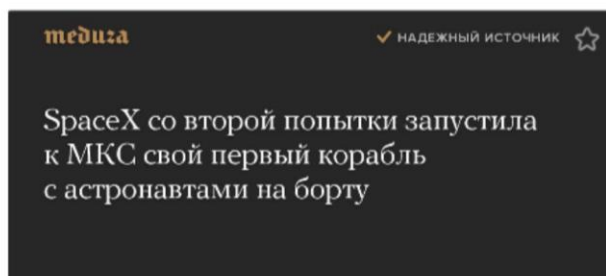 meduza
НАДЕЖНЫЙ ИСТОЧНИК
SpaceX со второй попытки запустила
к МКС свой первый корабль
с астронавтами на борту